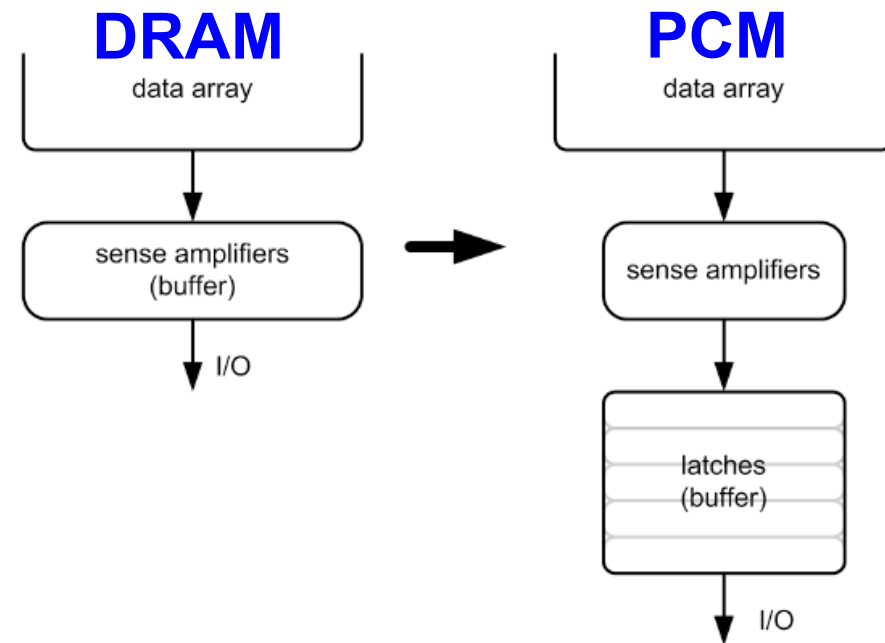 DRAM
data array
sense amplifiers
(buffer)
I/O
PCM
data array
sense amplifiers
latches
(buffer)
I/O